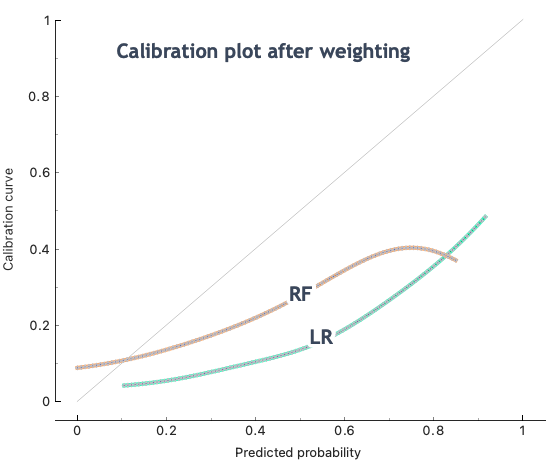 Calibration plot after weighting
1
0.8
0.6
0.4
0.2
0
Calibration curve
RF
LR
0 0.2 0.4 0.6 0.8 1
Predicted probability